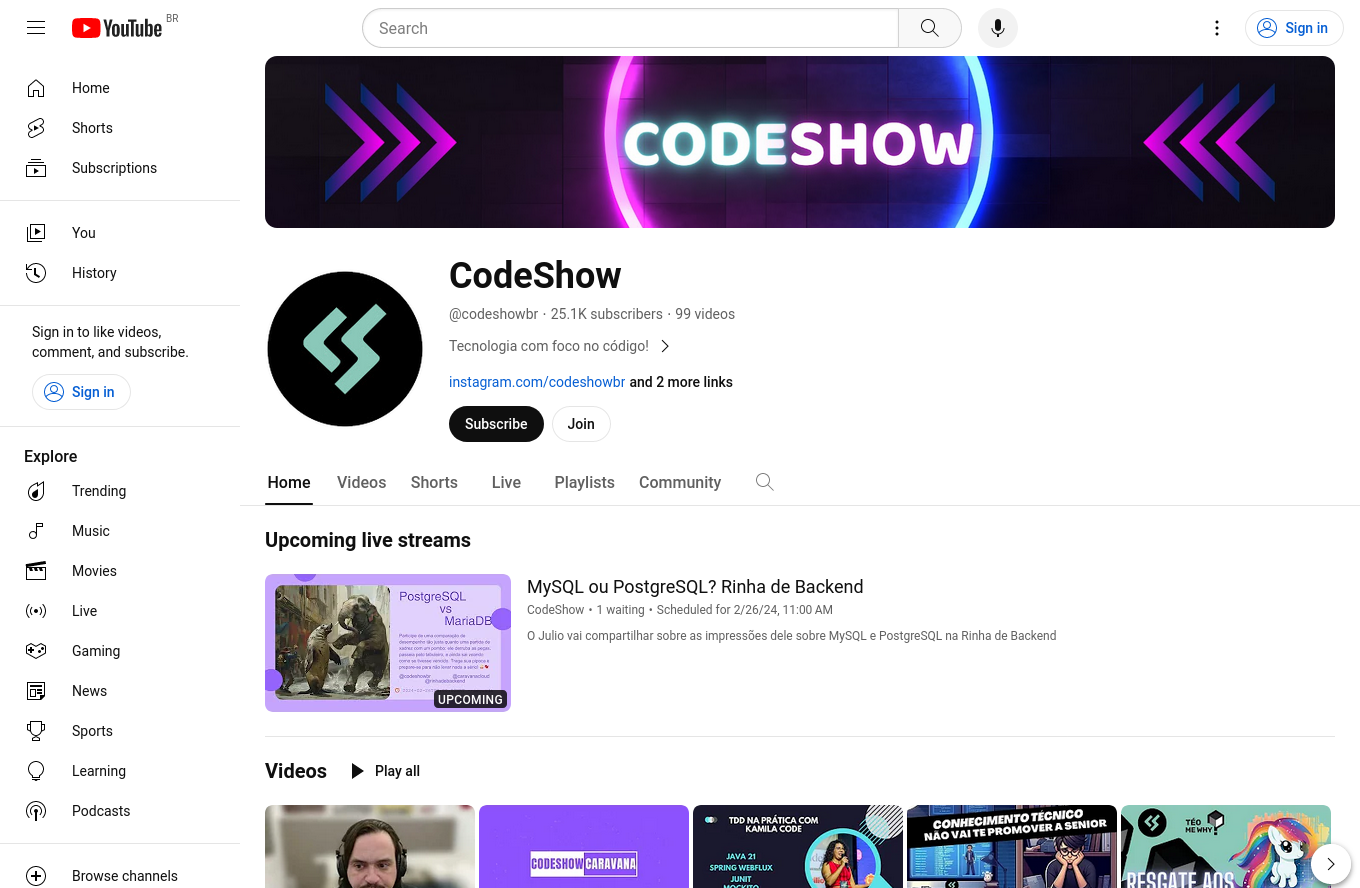 YouTube BR
Search
Sign in
Home
Shorts
Subscriptions
You
History
Sign in to like videos,
comment, and subscribe.
Sign in
Explore
Trending
Music
Movies
Live
Gaming
News
Sports
Learning
Podcasts
Browse channels
CODESHOW
CodeShow
@codeshowbr · 25.1K subscribers · 99 videos
Tecnologia com foco no código!
instagram.com/codeshowbr and 2 more links
Subscribe
Join
Home Videos Shorts Live Playlists Community
Upcoming live streams
PostgreSQL
vs
MariaDB
@codeshowbr @caravanacloud
@rinhadebackend
UPCOMING
MySQL ou PostgreSQL? Rinha de Backend
CodeShow • 1 waiting • Scheduled for 2/26/24, 11:00 AM
O Julio vai compartilhar sobre as impressões dele sobre MySQL e PostgreSQL na Rinha de Backend
Videos
Play all
CODESHOWCARAVANA
TDD NA PRÁTICA COM
KAMILA CODE
JAVA 21
SPRING WEBFLUX
JUNIT
MOCKITO
CONHECIMENTO TÉCNICO
NÃO VAI TE PROMOVER A SENIOR
TÉO
ME WHY
RESGATE AOS